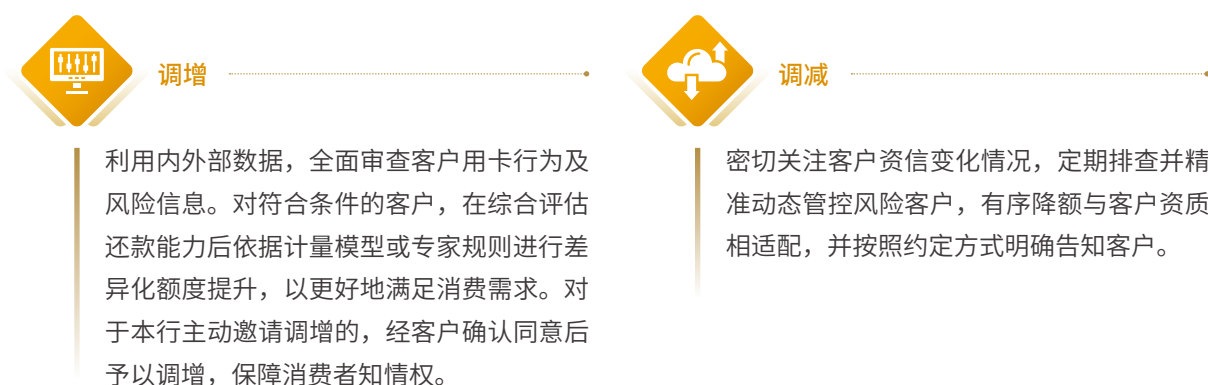 调增
利用内外部数据，全面审查客户用卡行为及
风险信息。对符合条件的客户，在综合评估
还款能力后依据计量模型或专家规则进行差
异化额度提升，以更好地满足消费需求。对
于本行主动邀请调增的，经客户确认同意后
予以调增，保障消费者知情权。
调减
密切关注客户资信变化情况，定期排查并精
准动态管控风险客户，有序降额与客户资质
相适配，并按照约定方式明确告知客户。